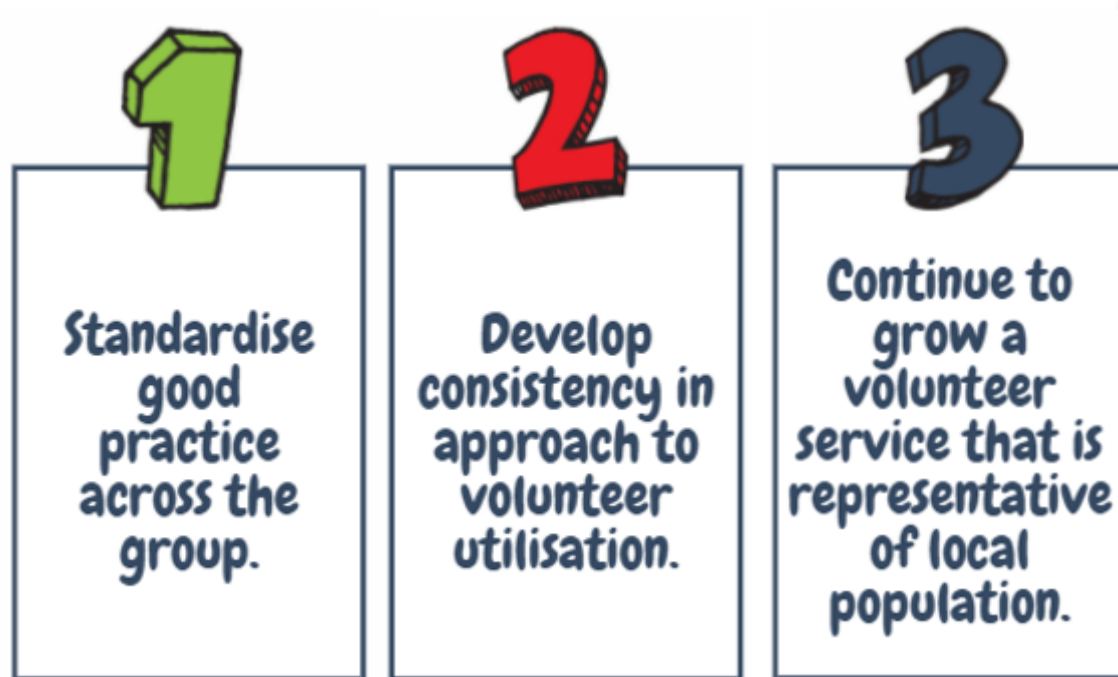 1
Standardise
good
practice
across the
group.
2
Develop
consistency in
approach to
volunteer
utilisation.
3
Continue to
grow a
volunteer
service that is
representative
of local
population.